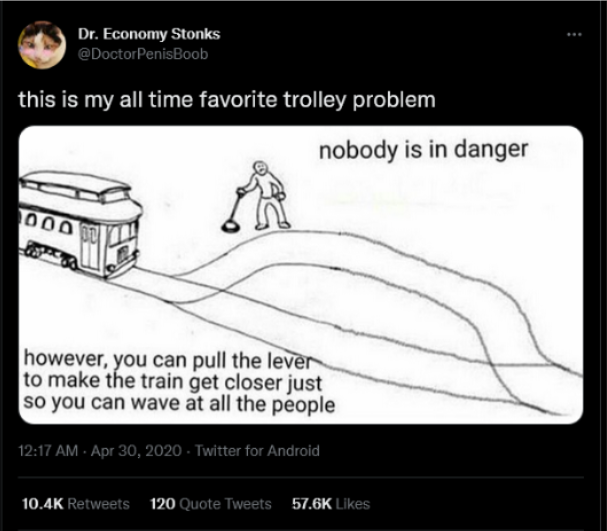 Dr. Economy Stonks
@DoctorPenisBoob
this is my all time favorite trolley problem
nobody is in danger
however, you can pull the lever
to make the train get closer just
so you can wave at all the people
12:17 AM · Apr 30, 2020 · Twitter for Android
10.4K Retweets 120 Quote Tweets 57.6K Likes